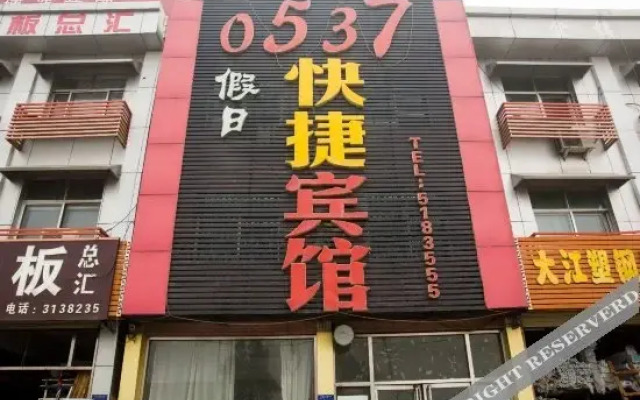 板总汇
0537
假日
快捷宾馆
TEL:5183555
板 总汇
电话:3138235
大江塑钢
RIGHT RESERVERD